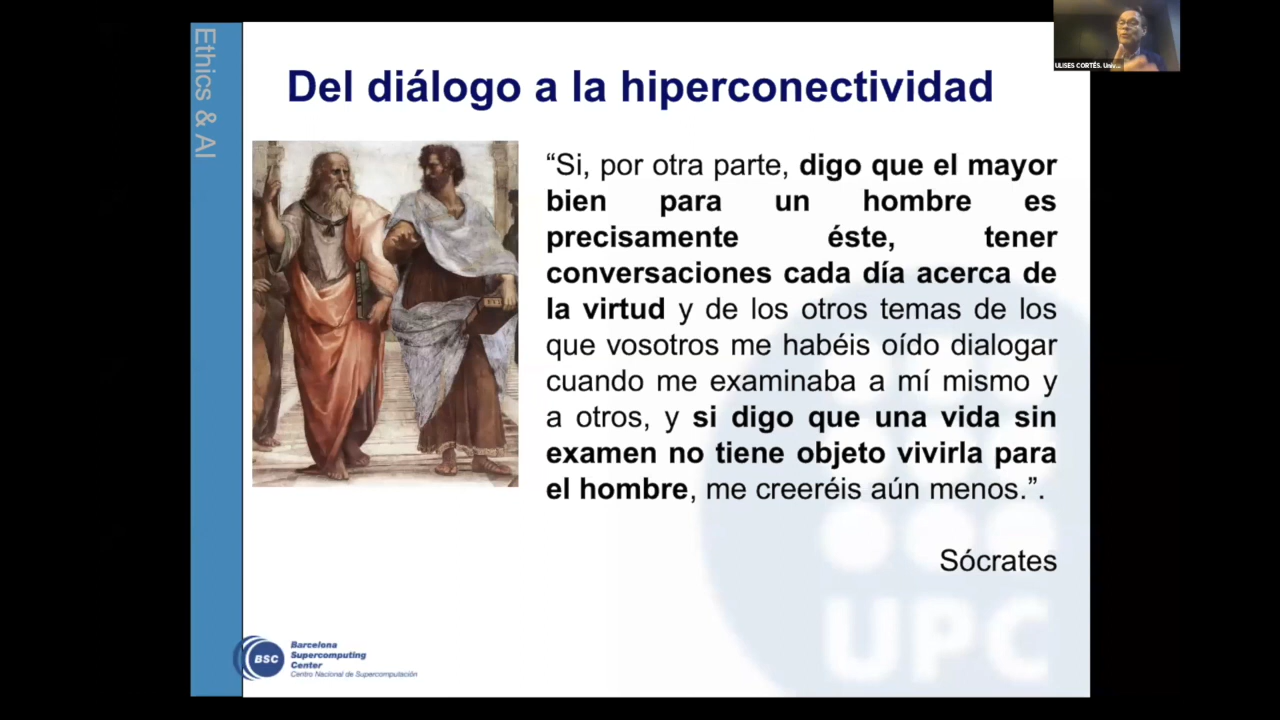 Ethics & AI
ULISES CORTÉS. Univ...
Del diálogo a la hiperconectividad
“Si, por otra parte, digo que el mayor
bien para un hombre es
precisamente éste, tener
conversaciones cada día acerca de
la virtud y de los otros temas de los
que vosotros me habéis oído dialogar
cuando me examinaba a mí mismo y
a otros, y si digo que una vida sin
examen no tiene objeto vivirla para
el hombre, me creeréis aún menos.”.
Sócrates
UPC
BSC
Barcelona
Supercomputing
Center
Centro Nacional de Supercomputación